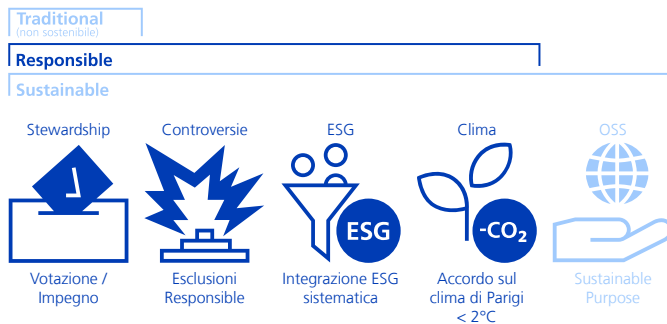 Traditional
(non sostenibile)
Responsible
Sustainable
Stewardship
Controversie
ESG
Clima
OSS
ESG
-CO₂
Votazione /
Impegno
Esclusioni
Responsible
Integrazione ESG
sistematica
Accordo sul
clima di Parigi
< 2°C
Sustainable
Purpose